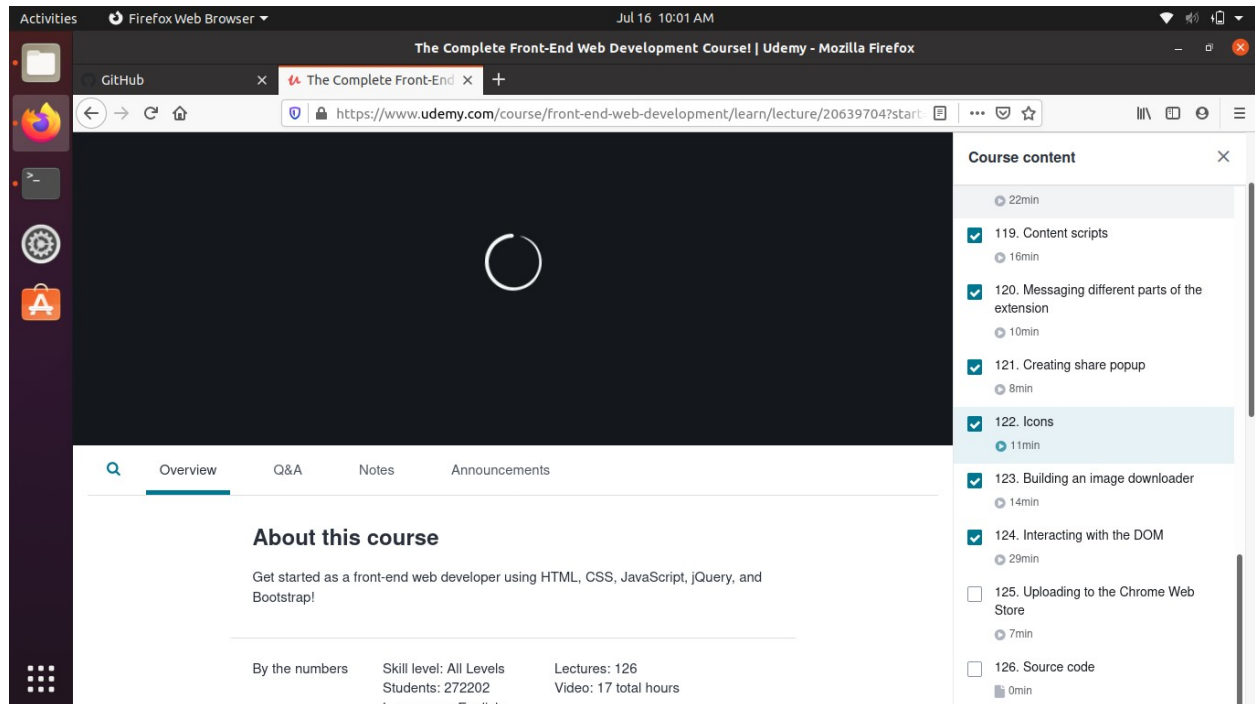 Activities
Firefox Web Browser
Jul 16 10:01 AM
The Complete Front-End Web Development Course! | Udemy - Mozilla Firefox
GitHub
The Complete Front-End
https://www.udemy.com/course/front-end-web-development/learn/lecture/20639704?start
Course content
22min
119. Content scripts
16min
120. Messaging different parts of the
extension
10min
121. Creating share popup
8min
122. Icons
11min
123. Building an image downloader
14min
124. Interacting with the DOM
29min
125. Uploading to the Chrome Web
Store
7min
126. Source code
0min
Overview
Q&A
Notes
Announcements
About this course
Get started as a front-end web developer using HTML, CSS, JavaScript, jQuery, and
Bootstrap!
By the numbers
Skill level: All Levels
Students: 272202
Lectures: 126
Video: 17 total hours